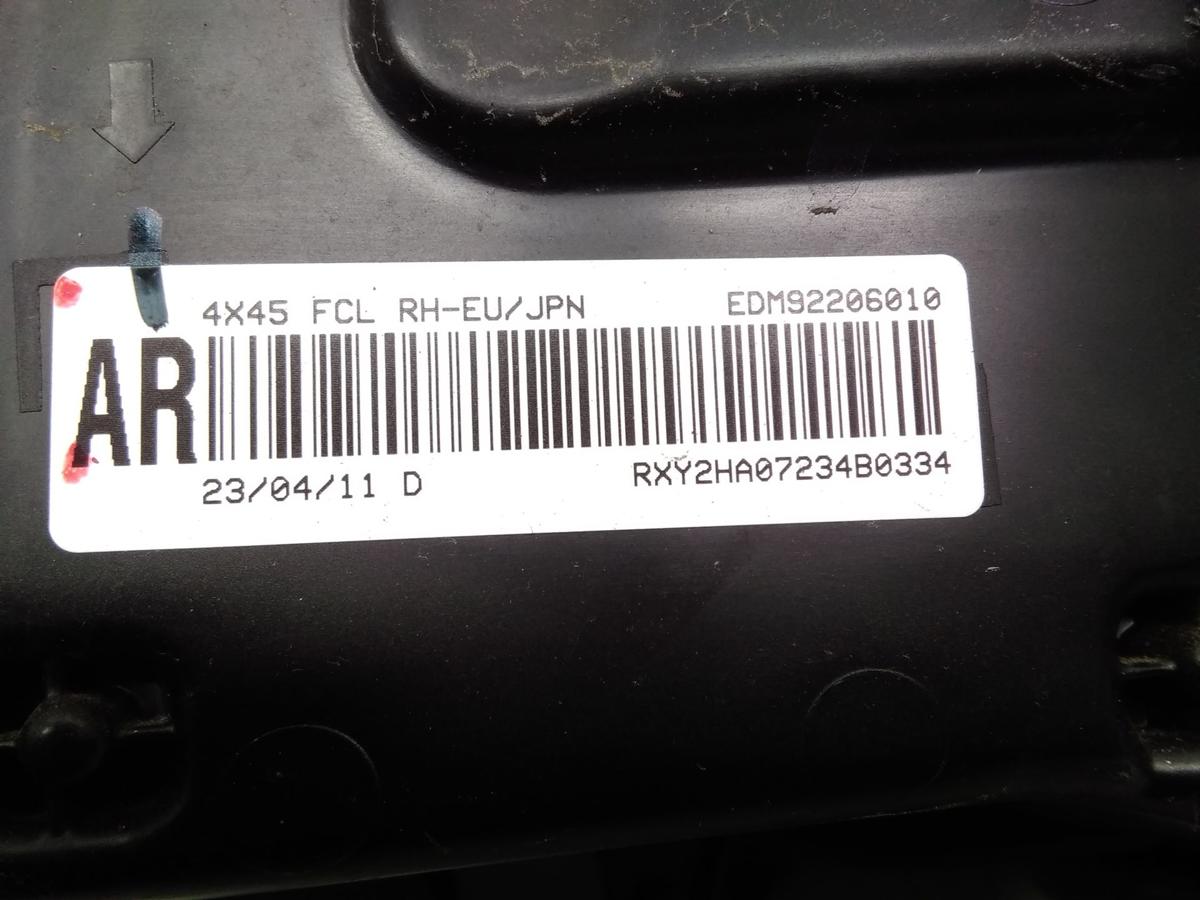 4X45 FCL RH-EU/JPN EDM92206010
AR
23/04/11 D RXY2HA07234B0334